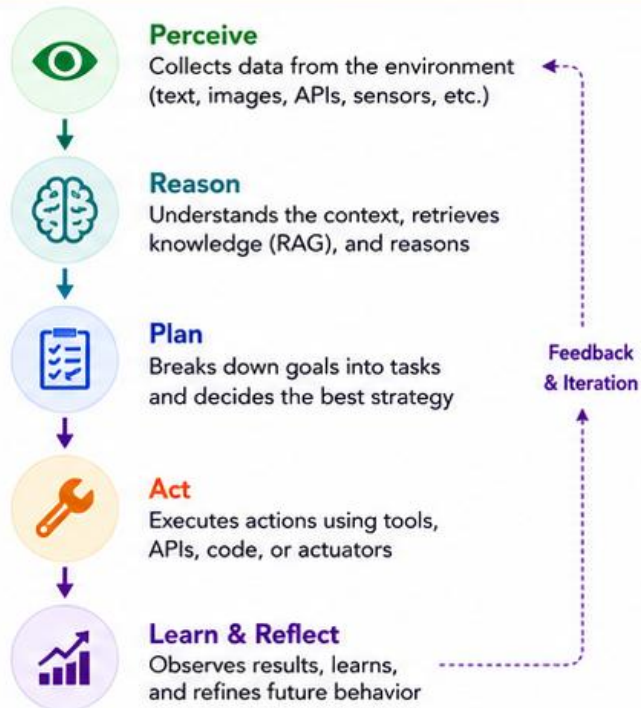 Perceive
Collects data from the environment
(text, images, APIs, sensors, etc.)
Reason
Understands the context, retrieves
knowledge (RAG), and reasons
Plan
Breaks down goals into tasks
and decides the best strategy
Feedback
& Iteration
Act
Executes actions using tools,
APIs, code, or actuators
Learn & Reflect
Observes results, learns,
and refines future behavior